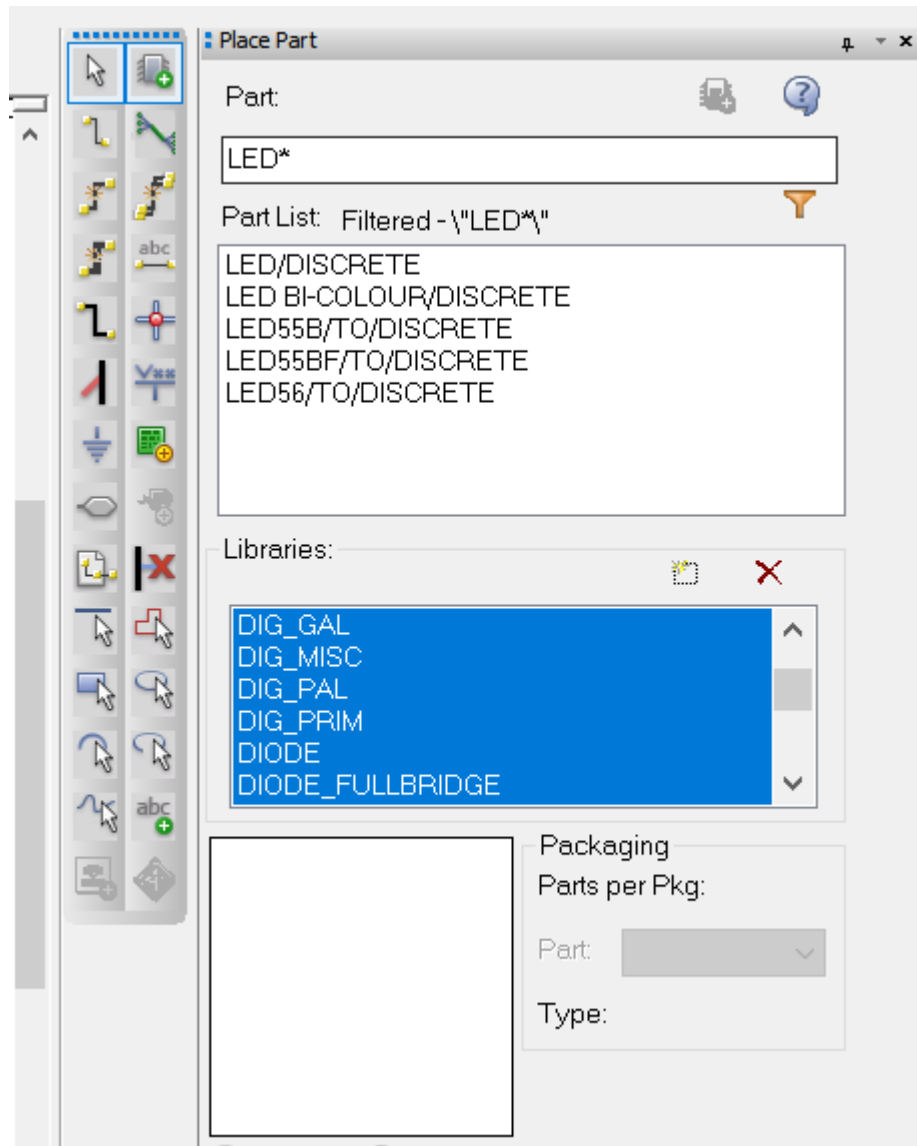 Place Part
Part:
LED*
Part List: Filtered - \"LED*\"
LED/DISCRETE
LED BI-COLOUR/DISCRETE
LED55B/TO/DISCRETE
LED55BF/TO/DISCRETE
LED56/TO/DISCRETE
Libraries:
DIG_GAL
DIG_MISC
DIG_PAL
DIG_PRIM
DIODE
DIODE_FULLBRIDGE
Packaging
Parts per Pkg:
Part:
Type:
abc
abc